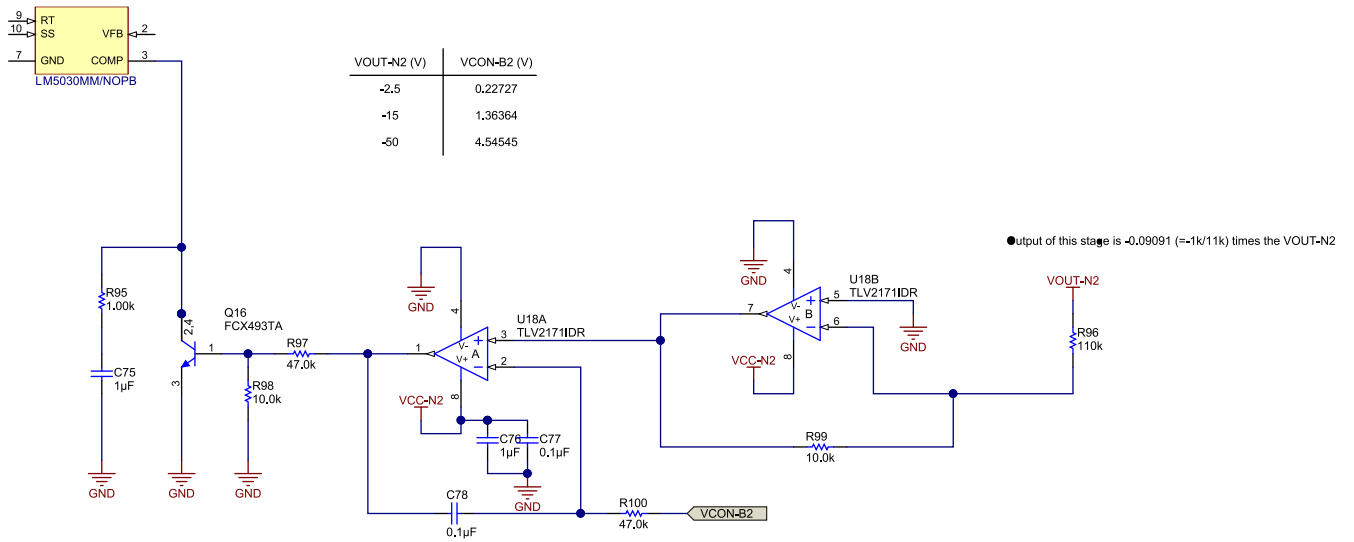 9 RT
10 SS
VFB 2
7 GND
COMP 3
LM5030MM/NOPB
VOUT-N2 (V) VCON-B2 (V)
-2.5 0.22727
-15 1.36364
-50 4.54545
Output of this stage is -0.09091 (=-1k/11k) times the VOUT-N2
VOUT-N2
R96
110k
4
GND
U18B
TLV2171IDR
V-
V+
B
5
6
7
8
GND
VCC-N2
R99
10.0k
4
GND
U18A
TLV2171IDR
V-
V+
A
3
2
1
8
VCC-N2
C76
1µF
C77
0.1µF
GND
R95
1.00k
C75
1µF
GND
Q16
FCX493TA
2,4
1
3
GND
R97
47.0k
R98
10.0k
GND
C78
0.1µF
R100
47.0k
VCON-B2